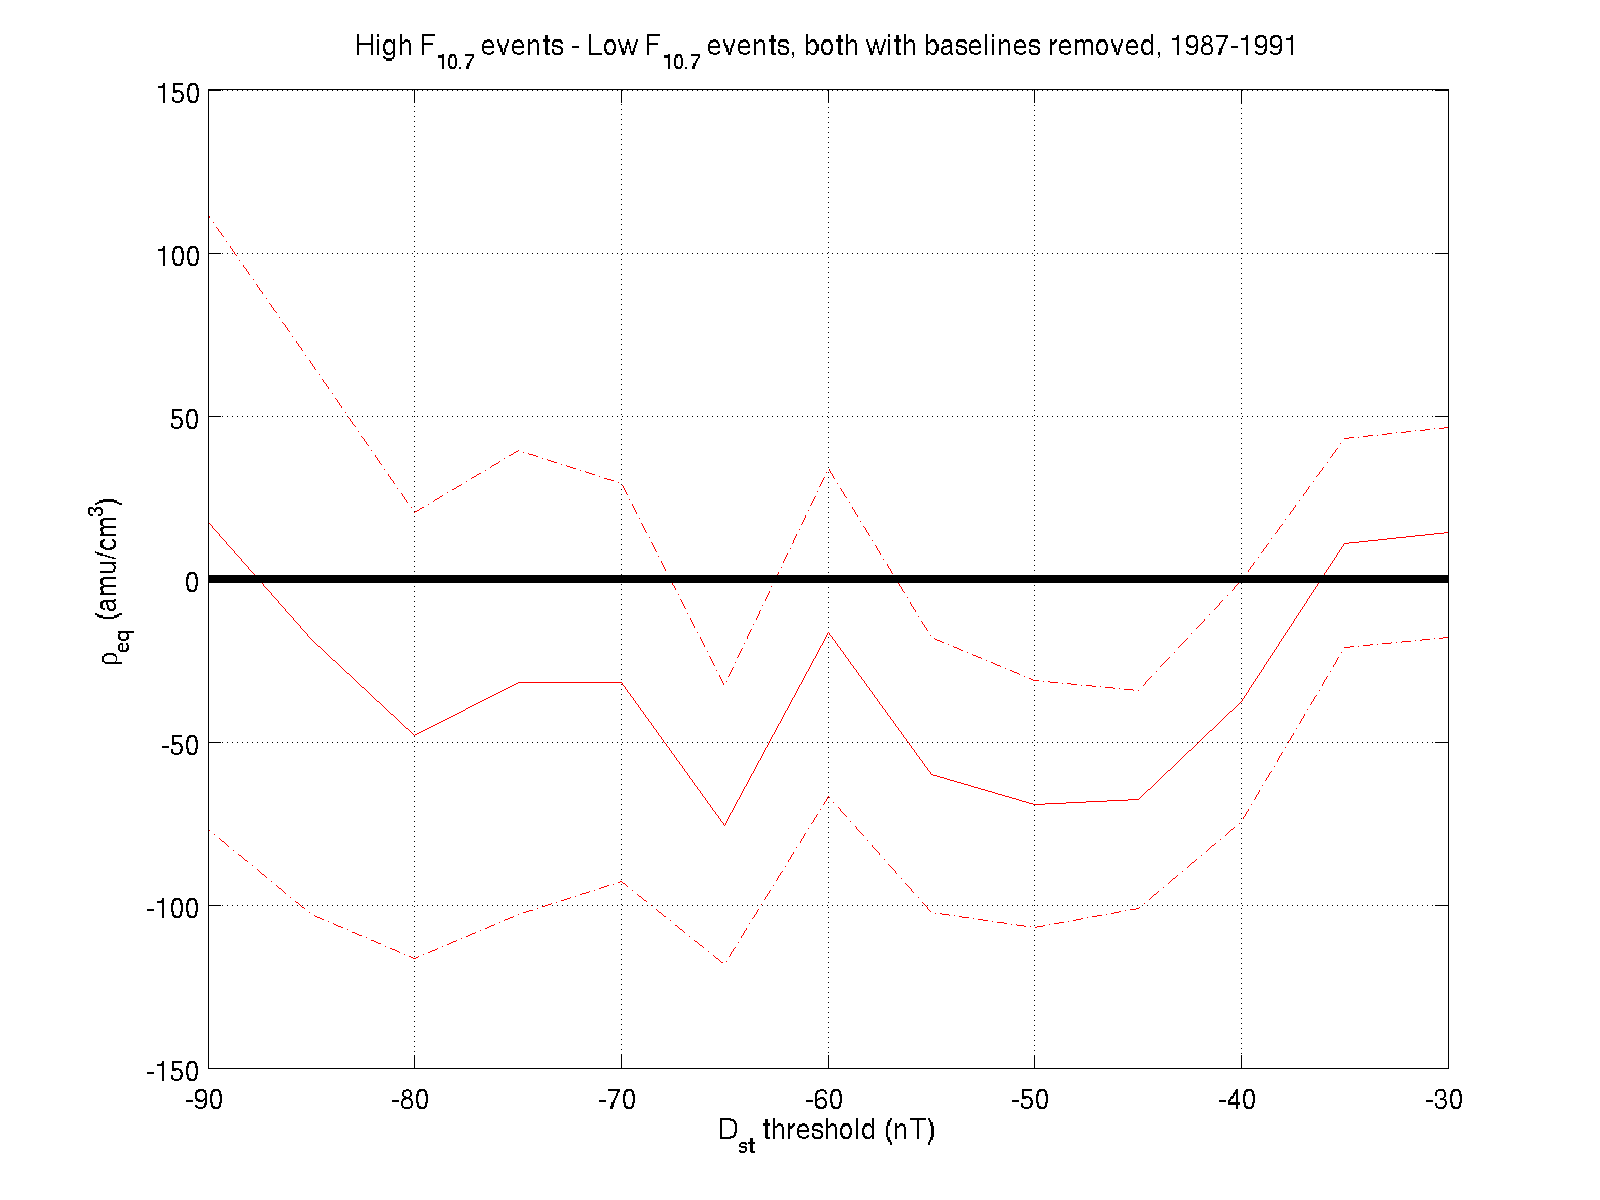 High F10.7 events - Low F10.7 events, both with baselines removed, 1987-1991
150
100
50
0
-50
-100
-150
ρeq (amu/cm3)
-90 -80 -70 -60 -50 -40 -30
Dst threshold (nT)